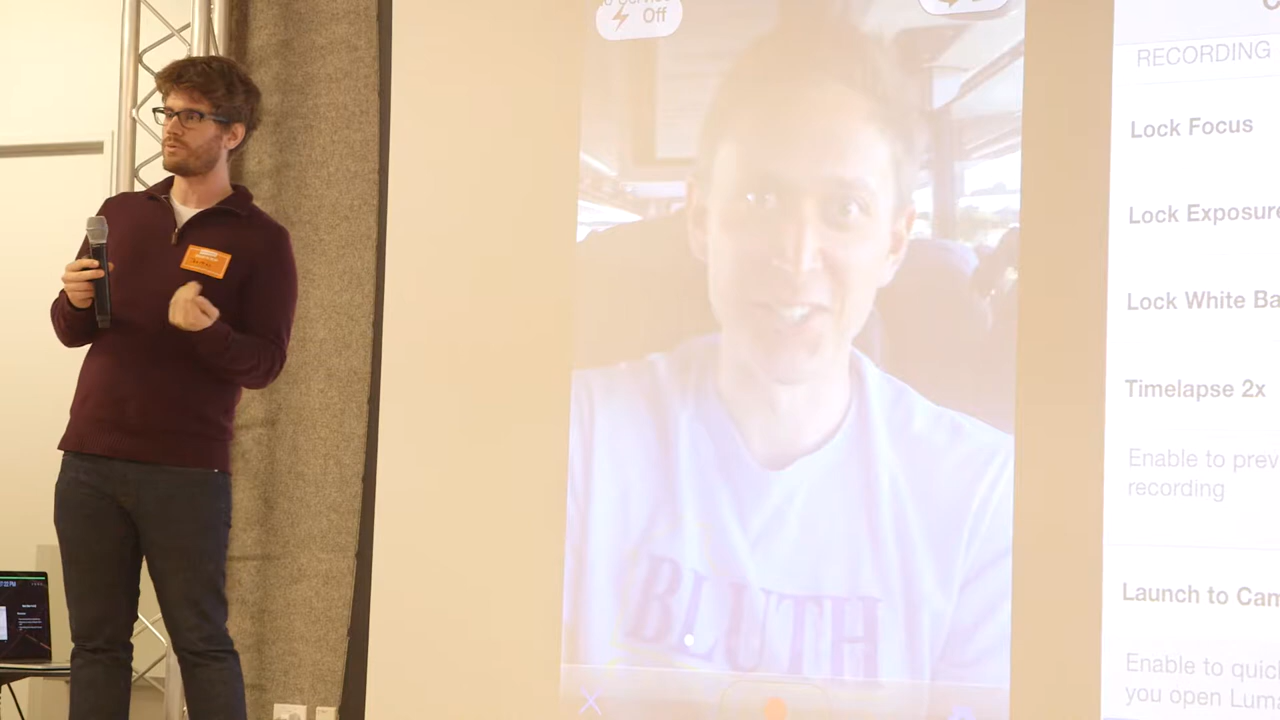 Off
BLUTH
RECORDING
Lock Focus
Lock Exposure
Lock White Ba
Timelapse 2x
Enable to prev
recording
Launch to Cam
Enable to quick
you open Luma